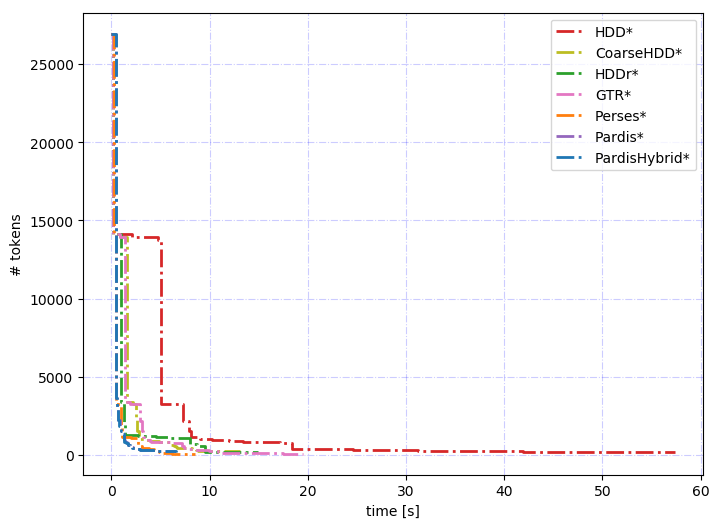 HDD*
CoarseHDD*
HDDr*
GTR*
Perses*
Pardis*
PardisHybrid*
# tokens
25000
20000
15000
10000
5000
0
0 10 20 30 40 50 60
time [s]